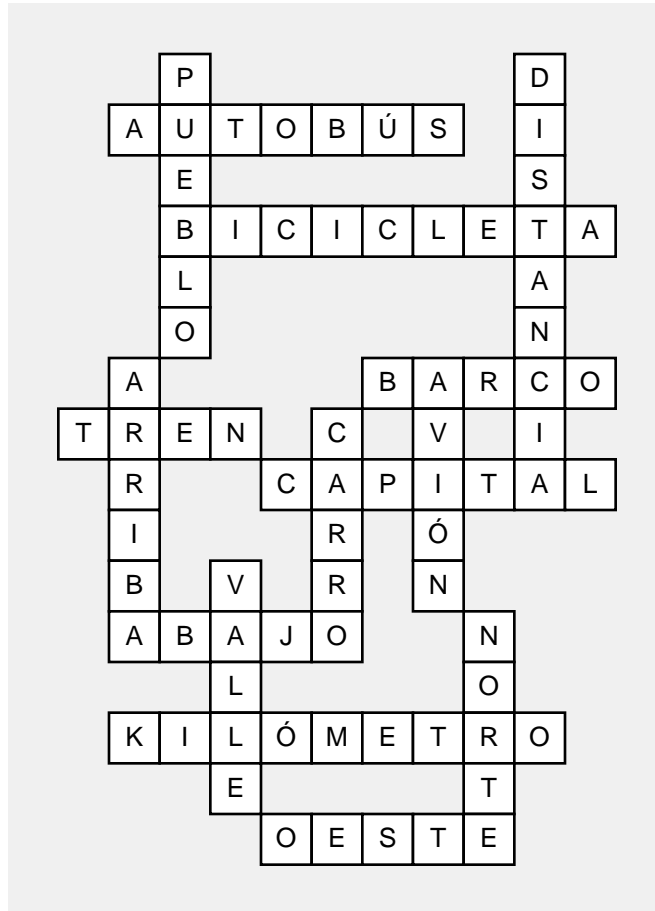 P D
A U T O B Ú S I
E S
B I C I C L E T A
L A
O N
A B A R C O
T R E N C V I
R C A P I T A L
I R Ó
B V R N
A B A J O N
L O
K I L Ó M E T R O
E T
O E S T E